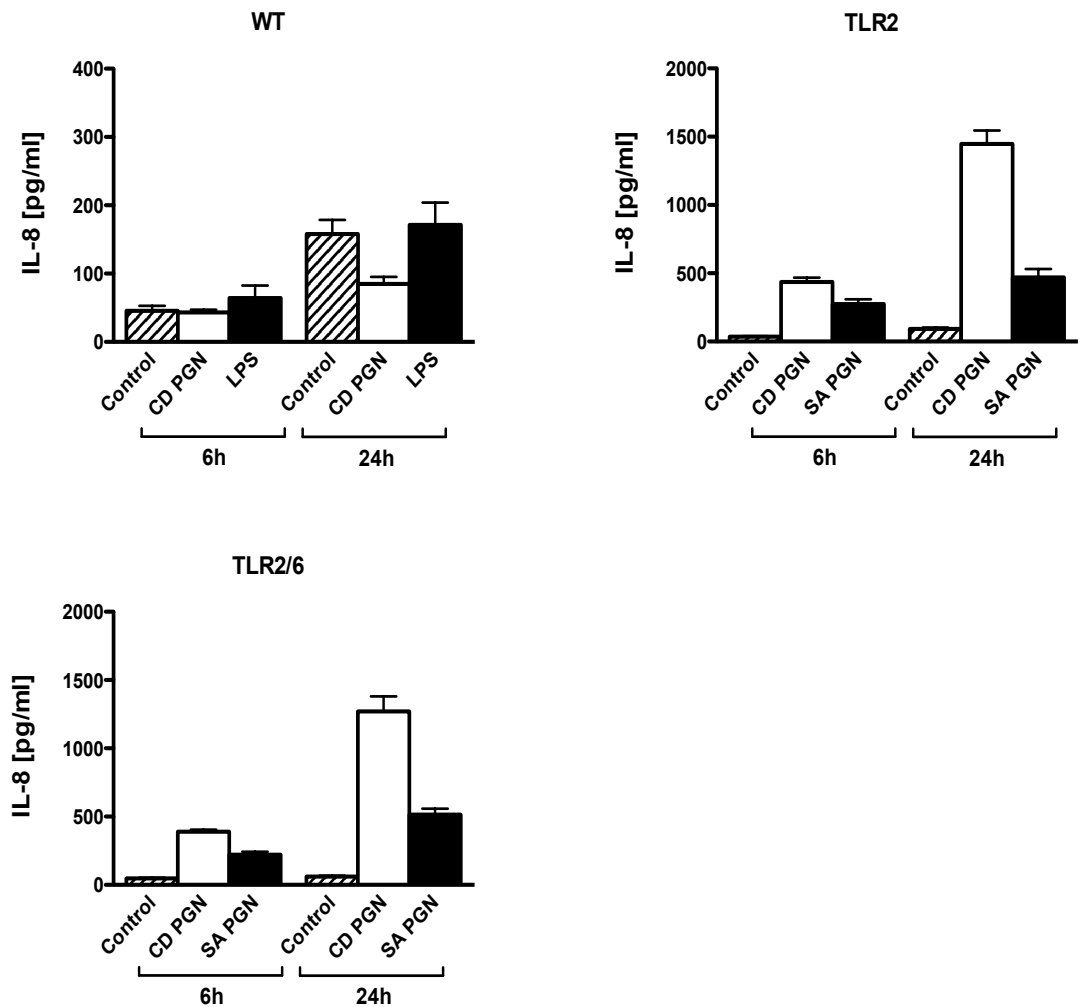 WT
400
300
200
100
0
IL-8 [pg/ml]
Control
CD PGN
LPS
Control
CD PGN
LPS
6h
24h
TLR2
2000
1500
1000
500
0
IL-8 [pg/ml]
Control
CD PGN
SA PGN
Control
CD PGN
SA PGN
6h
24h
TLR2/6
2000
1500
1000
500
0
IL-8 [pg/ml]
Control
CD PGN
SA PGN
Control
CD PGN
SA PGN
6h
24h